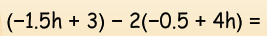 (−1.5h + 3) − 2(−0.5 + 4h) =